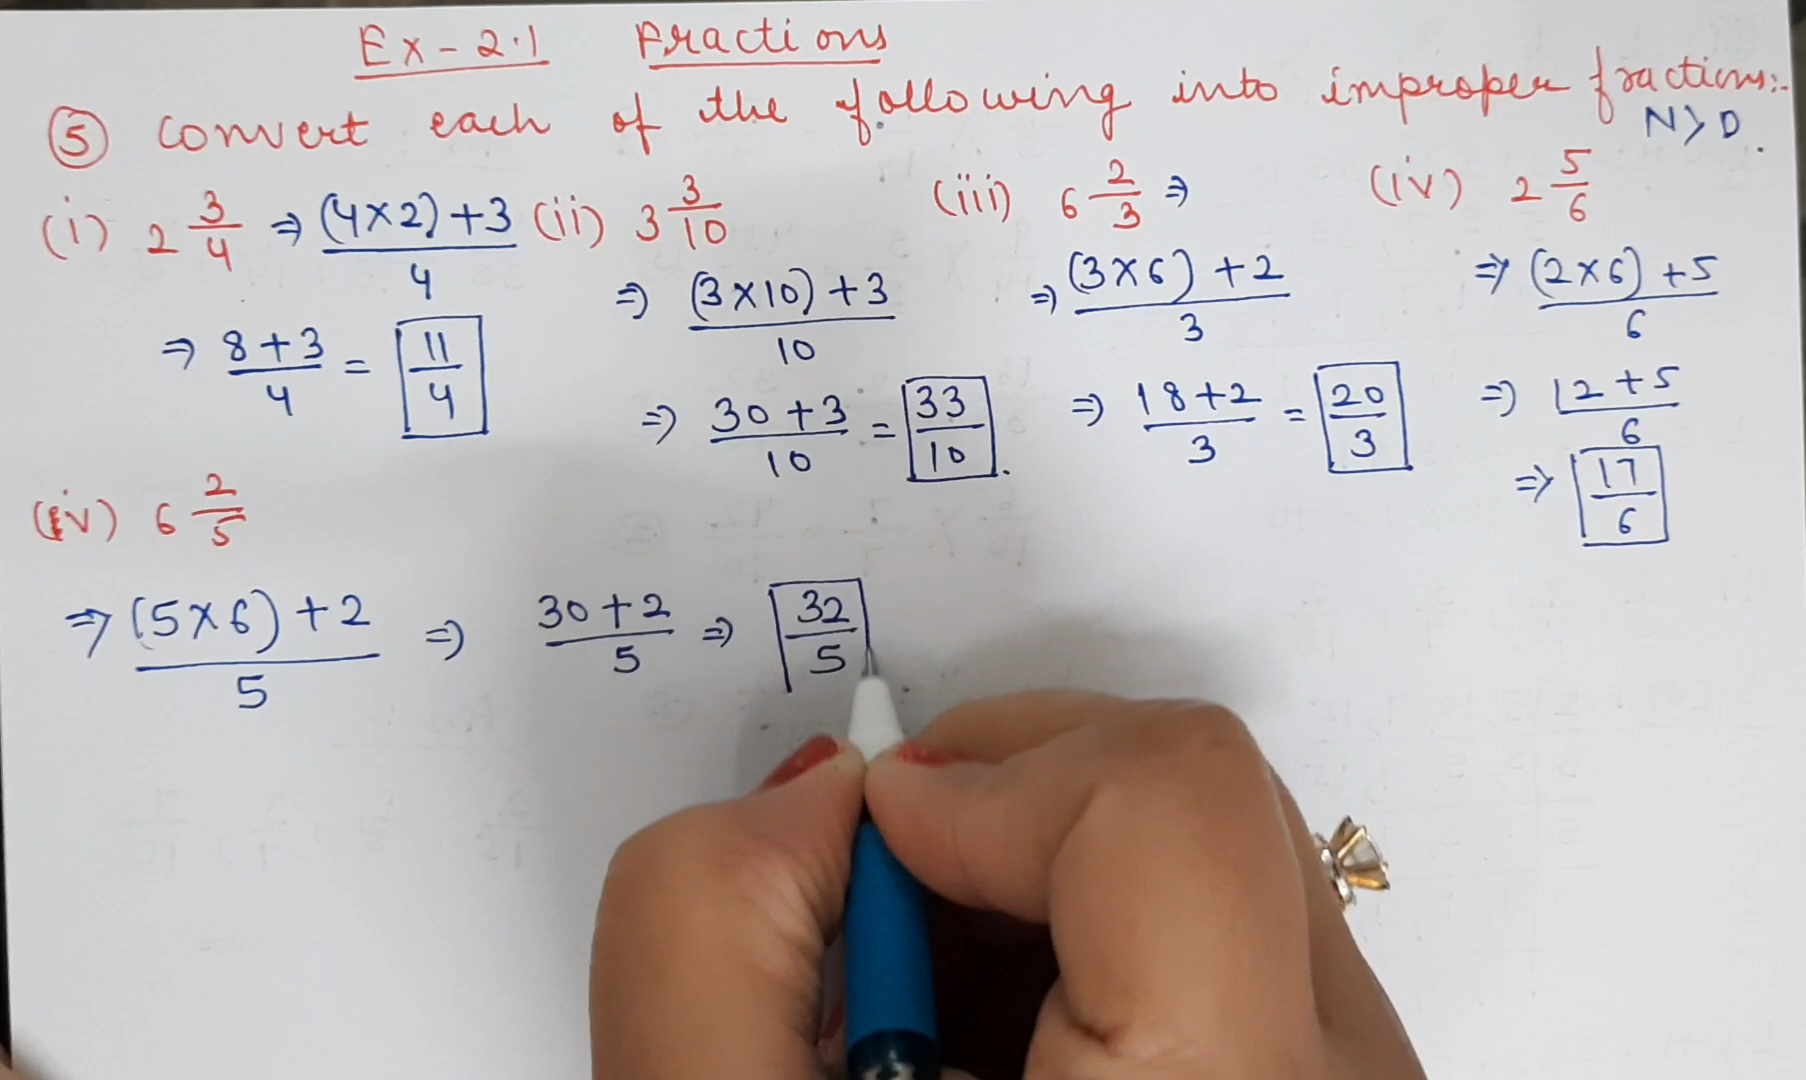 Ex-2.1 Fractions
⑤ Convert each of the following into improper fractions:-
N>D.
(i) 2 3/4 ⇒ (4×2)+3/4
⇒ 8+3/4 = 11/4
(ii) 3 3/10
⇒ (3×10)+3/10
⇒ 30+3/10 = 33/10.
(iii) 6 2/3 ⇒
⇒ (3×6)+2/3
⇒ 18+2/3 = 20/3
(iv) 2 5/6
⇒ (2×6)+5/6
⇒ 12+5/6
⇒ 17/6
(iv) 6 2/5
⇒ (5×6)+2/5 ⇒ 30+2/5 ⇒ 32/5